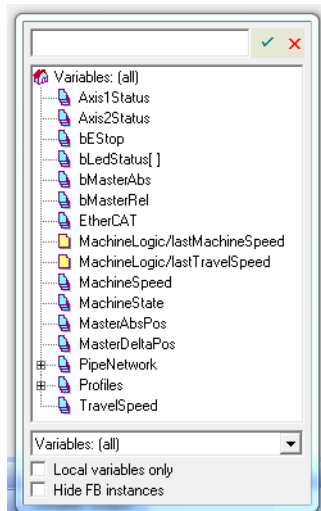 Variables: (all)
Axis1Status
Axis2Status
bEStop
bLedStatus[ ]
bMasterAbs
bMasterRel
EtherCAT
MachineLogic/lastMachineSpeed
MachineLogic/lastTravelSpeed
MachineSpeed
MachineState
MasterAbsPos
MasterDeltaPos
PipeNetwork
Profiles
TravelSpeed
Variables: (all)
Local variables only
Hide FB instances